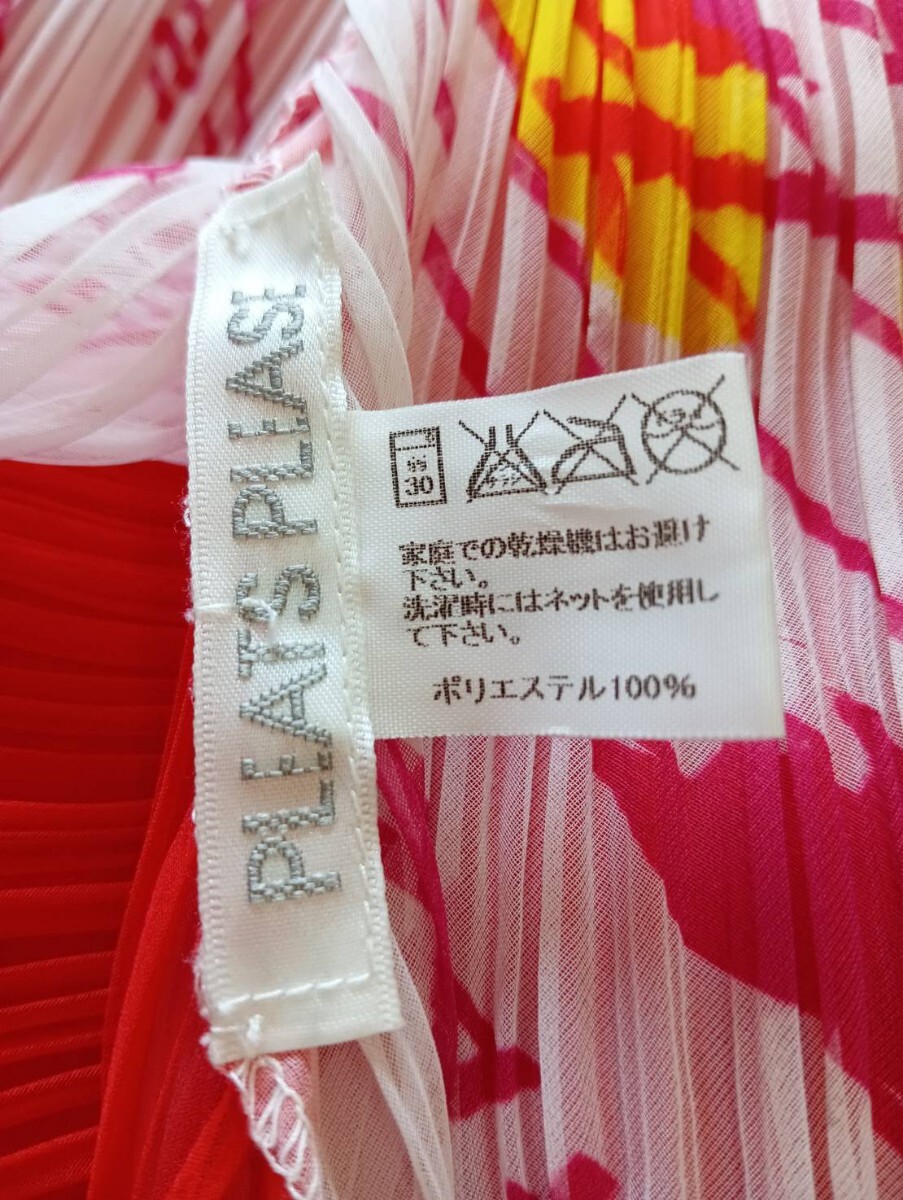 PLEATS PLEASE
弱
30
家庭での乾燥機はお避け
下さい。
洗濯時にはネットを使用し
て下さい。
ポリエステル100%